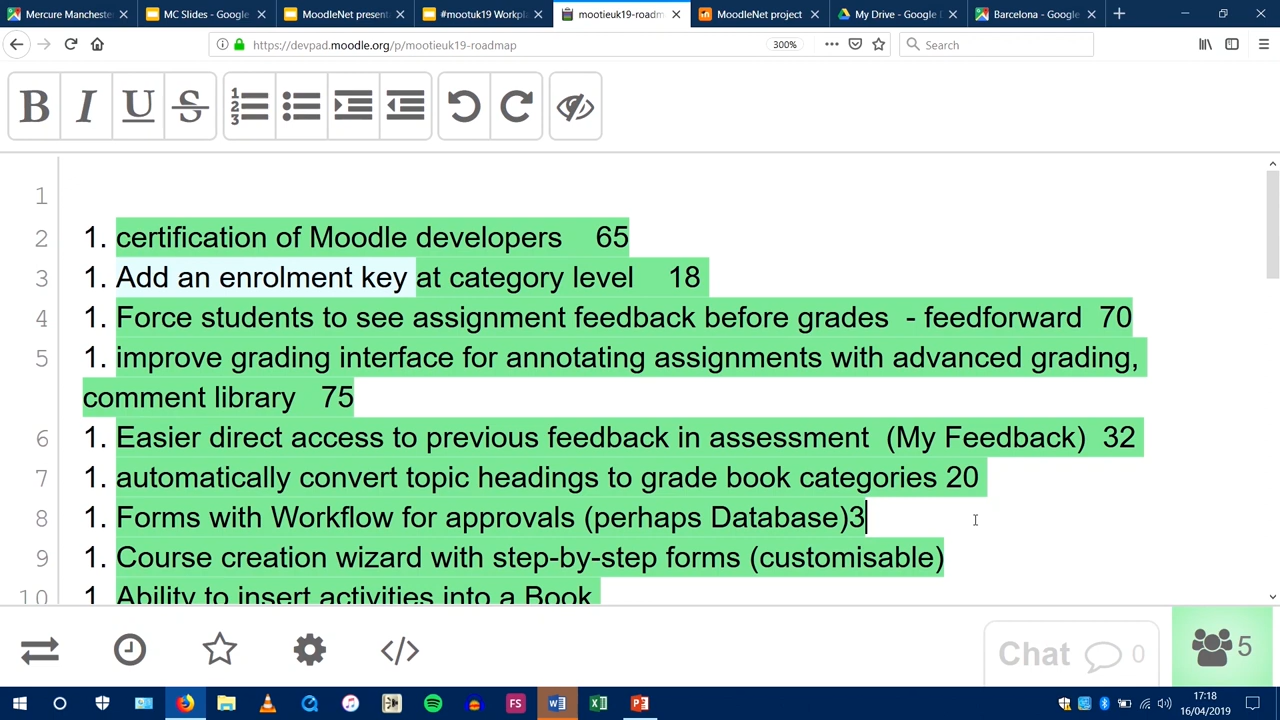 Mercure Manchester
MC Slides - Google
MoodleNet present
#mootuk19 Workpl
mootieuk19-roadm
MoodleNet project
My Drive - Google
Barcelona - Google
https://devpad.moodle.org/p/mootieuk19-roadmap
300%
Search
B I U S
1
2 1. certification of Moodle developers 65
3 1. Add an enrolment key at category level 18
4 1. Force students to see assignment feedback before grades - feedforward 70
5 1. improve grading interface for annotating assignments with advanced grading,
comment library 75
6 1. Easier direct access to previous feedback in assessment (My Feedback) 32
7 1. automatically convert topic headings to grade book categories 20
8 1. Forms with Workflow for approvals (perhaps Database)3
9 1. Course creation wizard with step-by-step forms (customisable)
10 1. Ability to insert activities into a Book
Chat 0
5
FS
17:18
16/04/2019